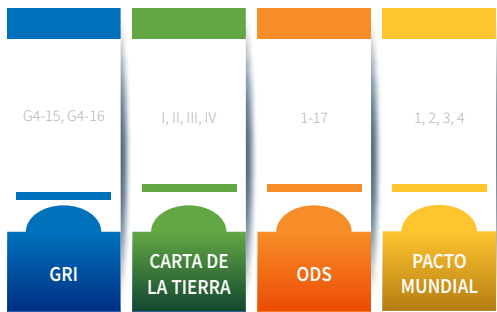 G4-15, G4-16
I, II, III, IV
1-17
1, 2, 3, 4
GRI
CARTA DE
LA TIERRA
ODS
PACTO
MUNDIAL